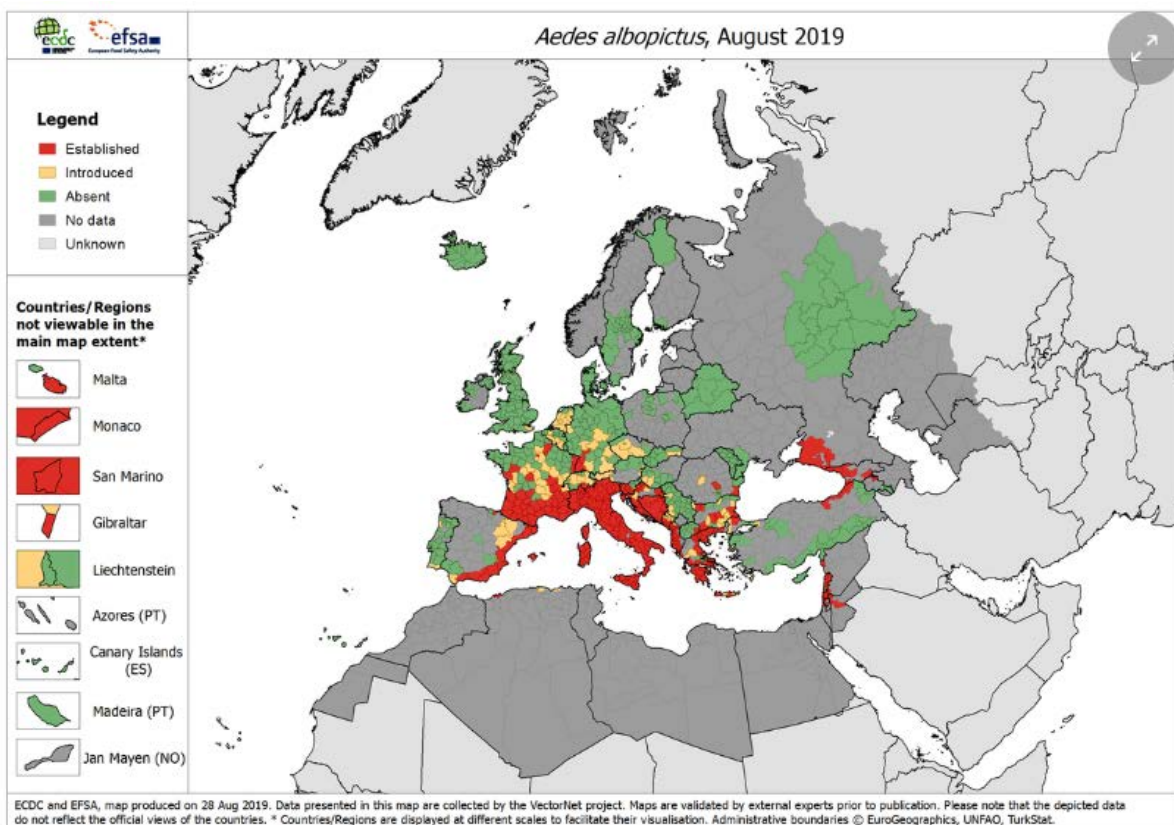 ecdc
efsa
European Food Safety Authority
Aedes albopictus, August 2019
Legend
Established
Introduced
Absent
No data
Unknown
Countries/Regions
not viewable in the
main map extent*
Malta
Monaco
San Marino
Gibraltar
Liechtenstein
Azores (PT)
Canary Islands
(ES)
Madeira (PT)
Jan Mayen (NO)
ECDC and EFSA, map produced on 28 Aug 2019. Data presented in this map are collected by the VectorNet project. Maps are validated by external experts prior to publication. Please note that the depicted data
do not reflect the official views of the countries. * Countries/Regions are displayed at different scales to facilitate their visualisation. Administrative boundaries © EuroGeographics, UNFAO, TurkStat.